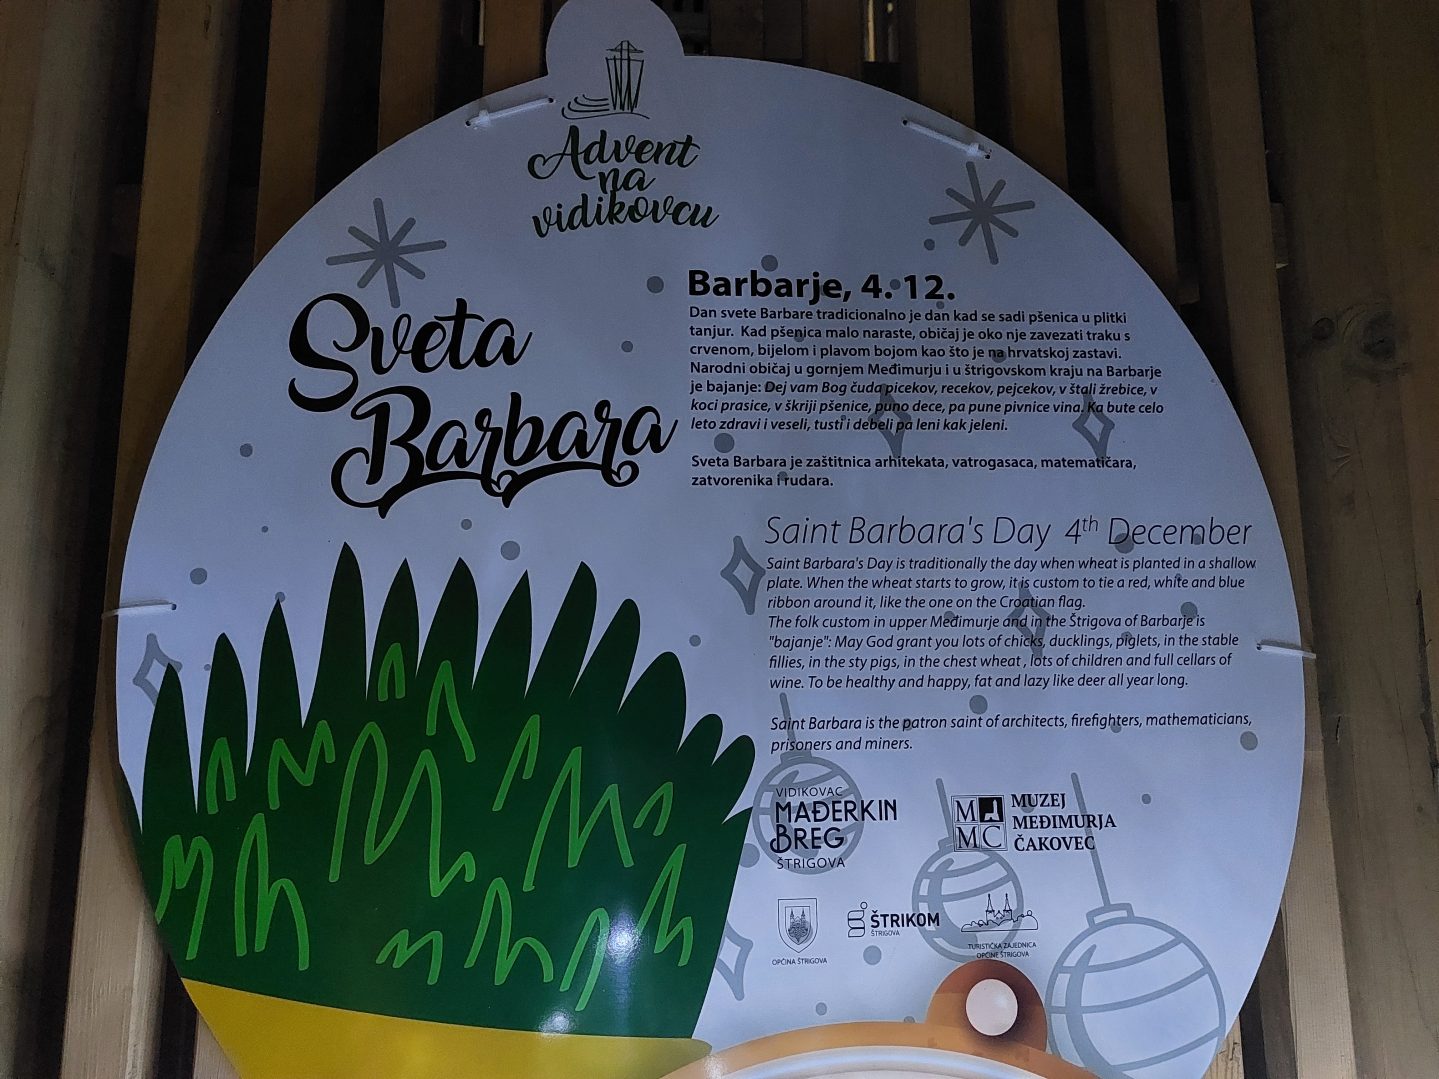 Advent
na
vidikovcu
Sveta
Barbara
Barbarje, 4. 12.
Dan svete Barbare tradicionalno je dan kad se sadi pšenica u plitki
tanjur. Kad pšenica malo naraste, običaj je oko nje zavezati traku s
crvenom, bijelom i plavom bojom kao što je na hrvatskoj zastavi.
Narodni običaj u gornjem Međimurju i u štrigovskom kraju na Barbarje
je bajanje: Dej vam Bog čuda picekov, recekov, pejcekov, v štali žrebice, v
koci prasice, v škriji pšenice, puno dece, pa pune pivnice vina. Ka bute celo
leto zdravi i veseli, tusti i debeli pa leni kak jeleni.
Sveta Barbara je zaštitnica arhitekata, vatrogasaca, matematičara,
zatvorenika i rudara.
Saint Barbara's Day 4th December
Saint Barbara's Day is traditionally the day when wheat is planted in a shallow
plate. When the wheat starts to grow, it is custom to tie a red, white and blue
ribbon around it, like the one on the Croatian flag.
The folk custom in upper Međimurje and in the Štrigova of Barbarje is
"bajanje": May God grant you lots of chicks, ducklings, piglets, in the stable
fillies, in the sty pigs, in the chest wheat , lots of children and full cellars of
wine. To be healthy and happy, fat and lazy like deer all year long.
Saint Barbara is the patron saint of architects, firefighters, mathematicians,
prisoners and miners.
VIDIKOVAC
MAĐERKIN
BREG
ŠTRIGOVA
MMC
MUZEJ
MEĐIMURJA
ČAKOVEC
OPĆINA ŠTRIGOVA
ŠTRIKOM
ŠTRIGOVA
TURISTIČKA ZAJEDNICA
OPĆINE ŠTRIGOVA